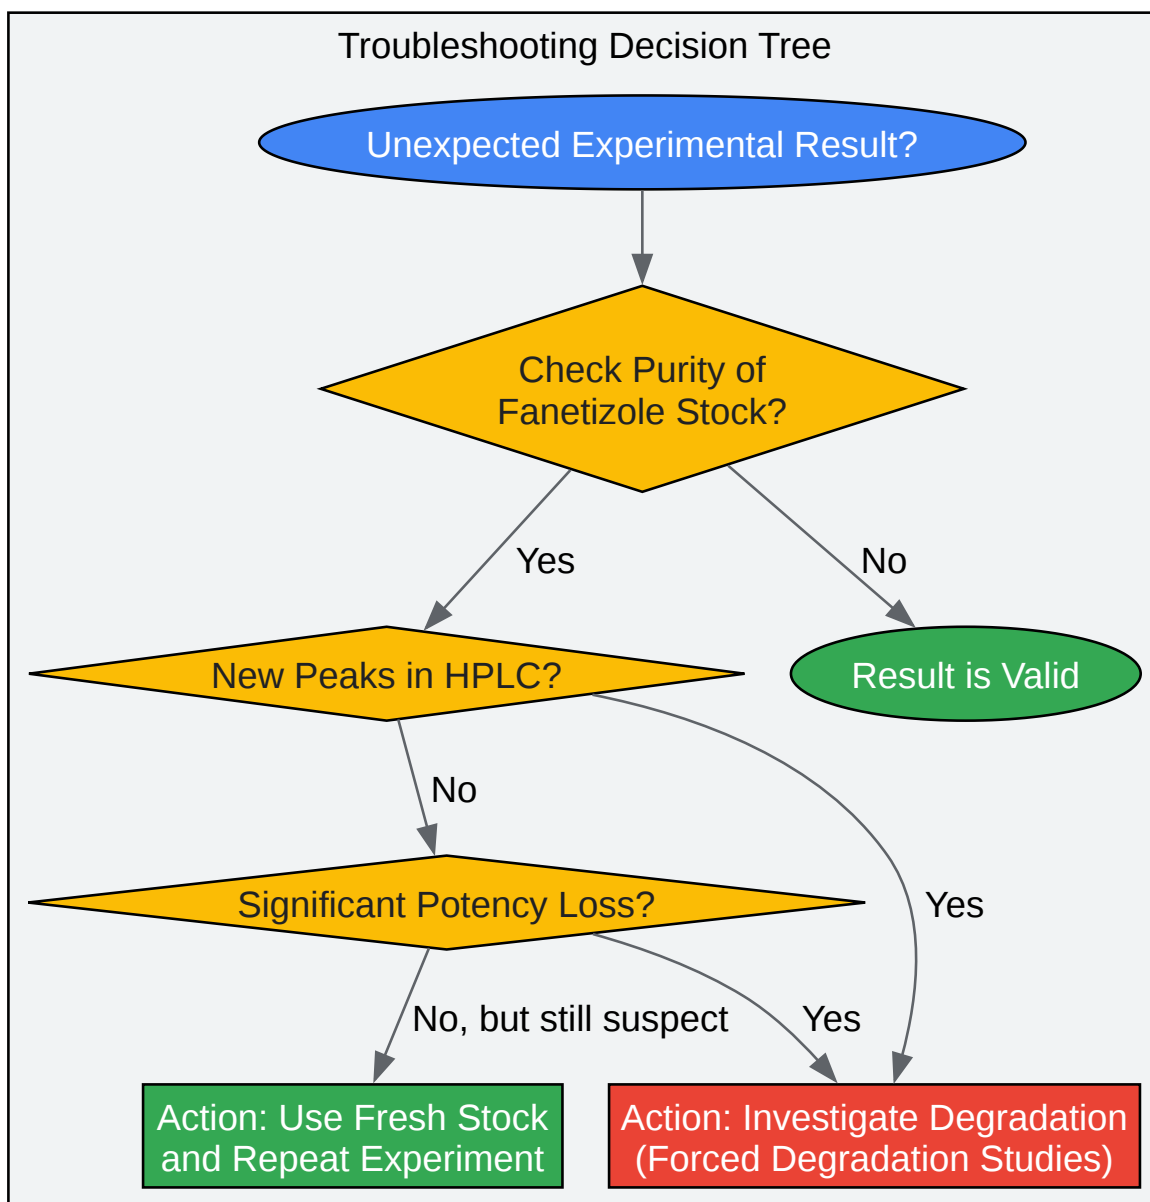 Troubleshooting Decision Tree
Unexpected Experimental Result?
Check Purity of
Fanetizole Stock?
Yes
No
New Peaks in HPLC?
Result is Valid
No
Significant Potency Loss?
Yes
No, but still suspect
Yes
Action: Use Fresh Stock
and Repeat Experiment
Action: Investigate Degradation
(Forced Degradation Studies)